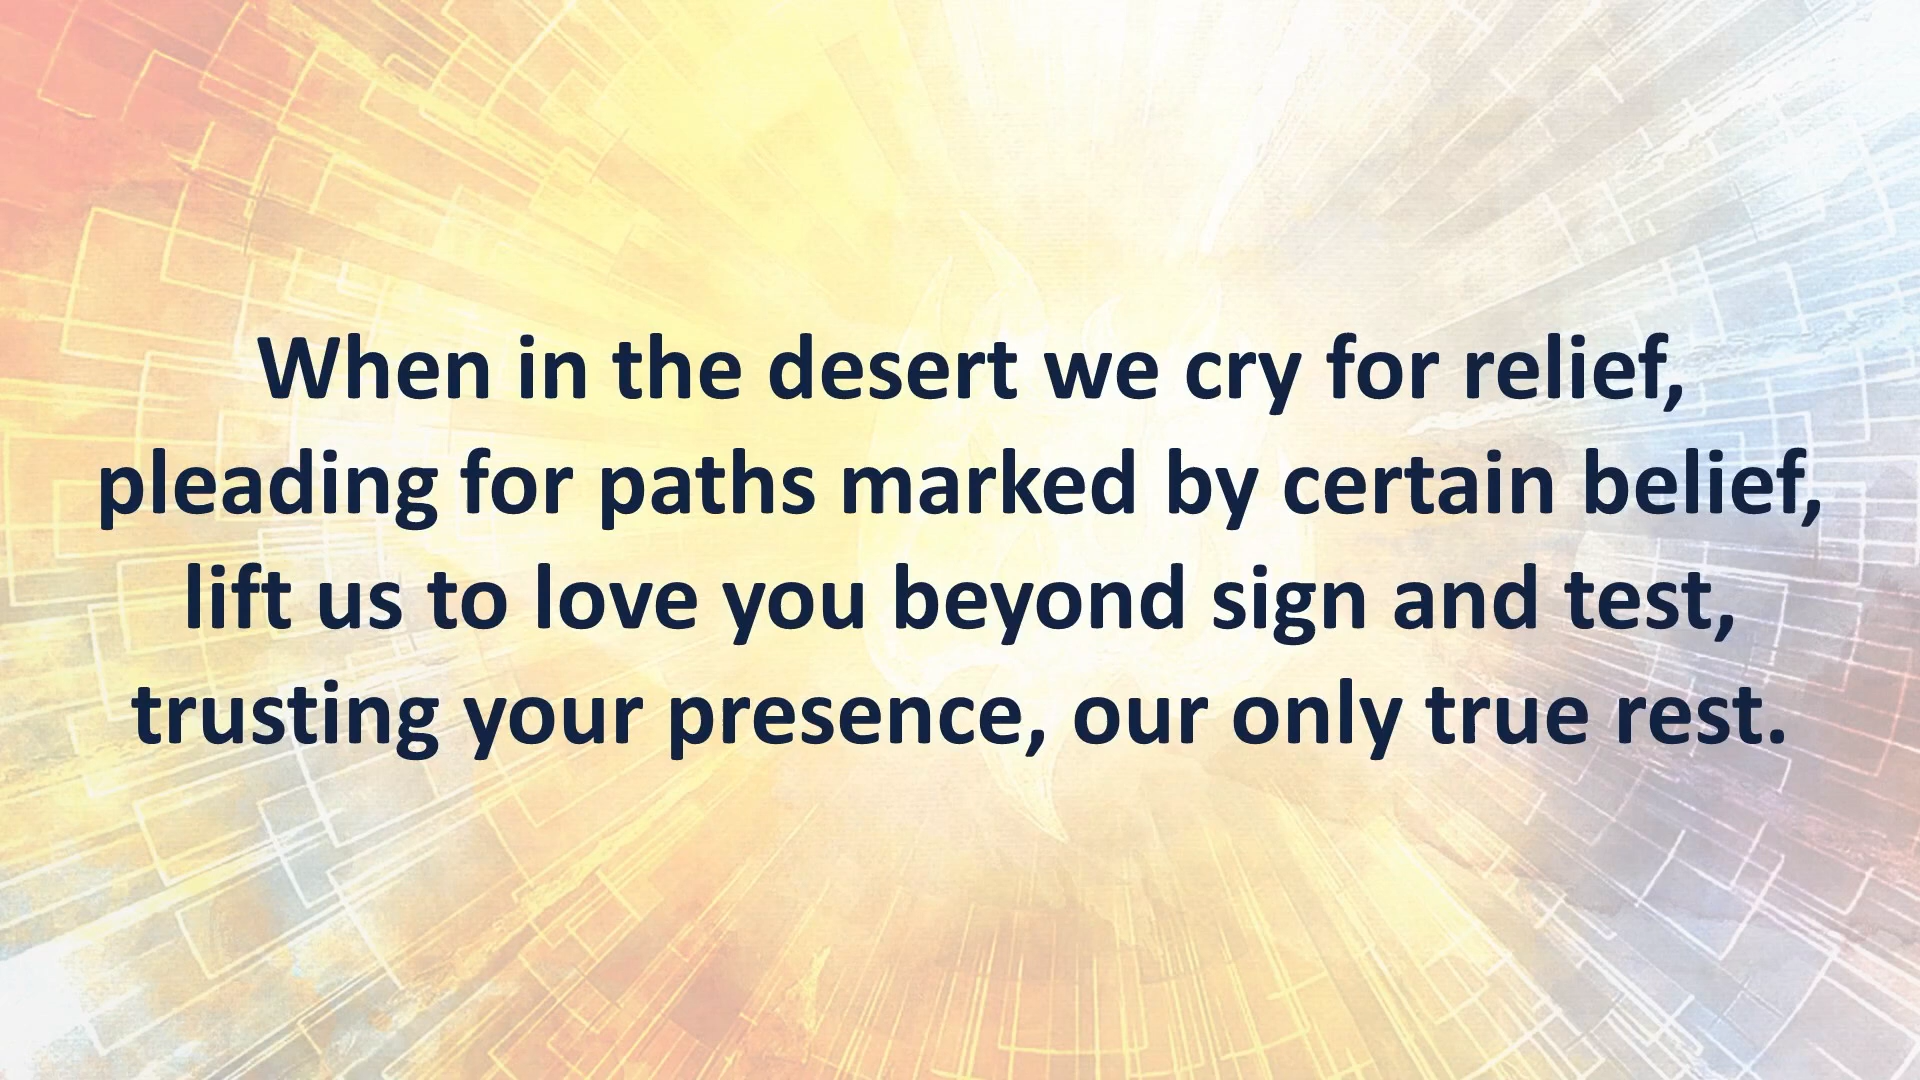 When in the desert we cry for relief,
pleading for paths marked by certain belief,
lift us to love you beyond sign and test,
trusting your presence, our only true rest.